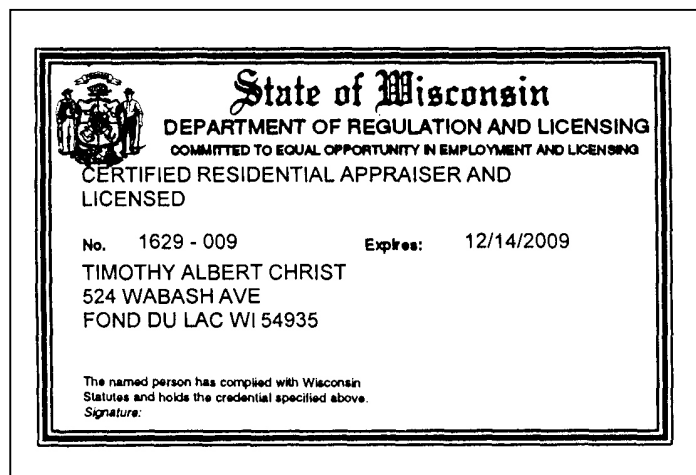 State of Wisconsin
DEPARTMENT OF REGULATION AND LICENSING
COMMITTED TO EQUAL OPPORTUNITY IN EMPLOYMENT AND LICENSING
CERTIFIED RESIDENTIAL APPRAISER AND
LICENSED
No. 1629 - 009 Expires: 12/14/2009
TIMOTHY ALBERT CHRIST
524 WABASH AVE
FOND DU LAC WI 54935
The named person has complied with Wisconsin
Statutes and holds the credential specified above.
Signature: